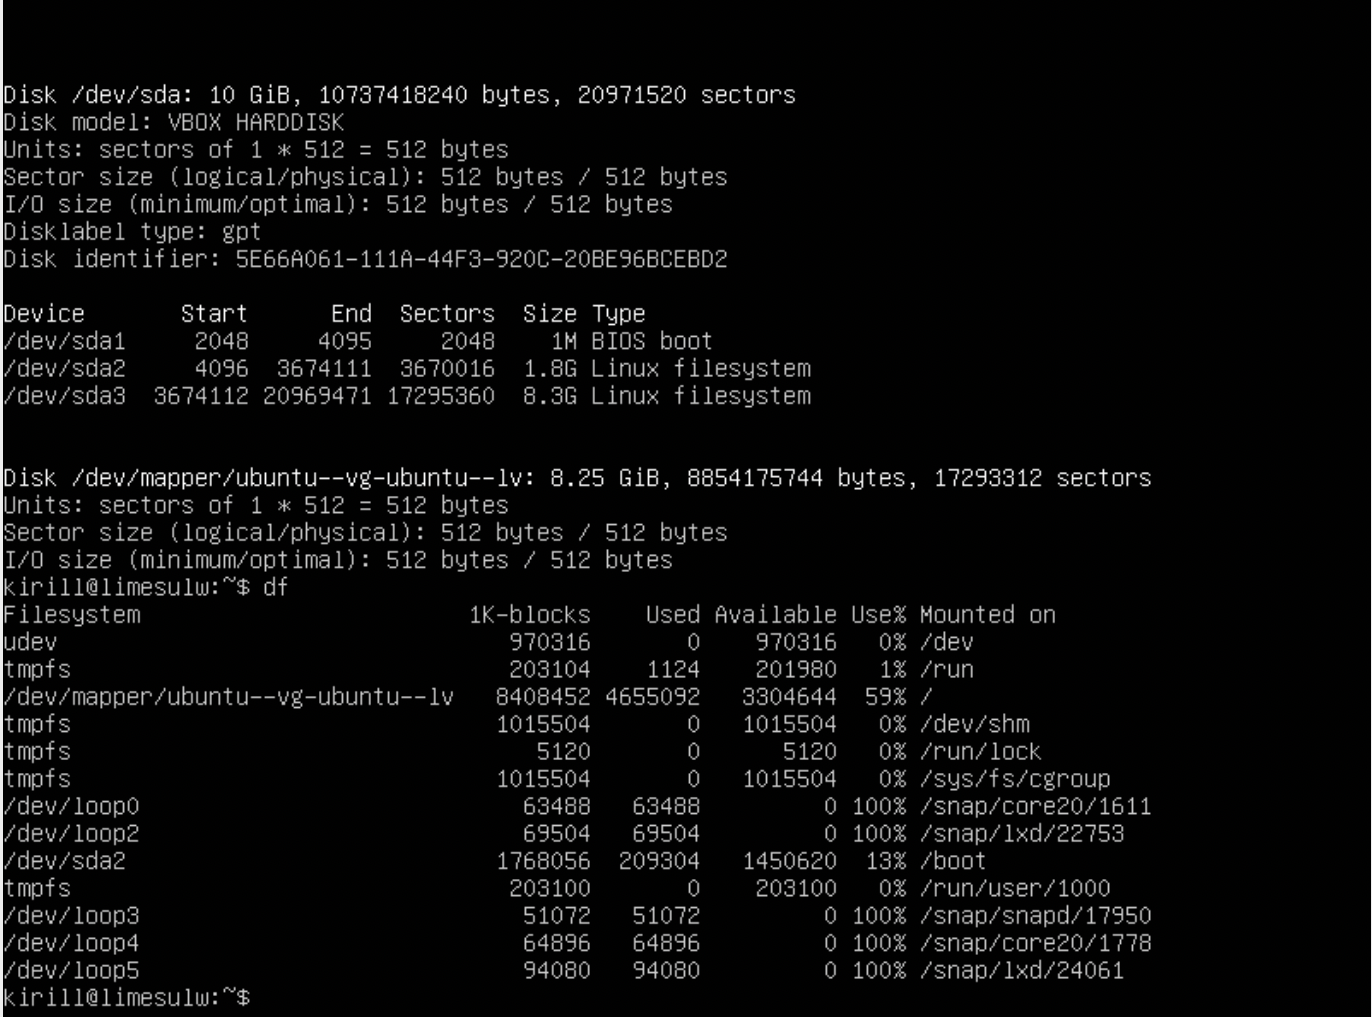 Disk /dev/sda: 10 GiB, 10737418240 bytes, 20971520 sectors
Disk model: VBOX HARDDISK
Units: sectors of 1 * 512 = 512 bytes
Sector size (logical/physical): 512 bytes / 512 bytes
I/O size (minimum/optimal): 512 bytes / 512 bytes
Disklabel type: gpt
Disk identifier: 5E66A061-111A-44F3-920C-20BE96BCEBD2
Device       Start       End  Sectors  Size Type
/dev/sda1     2048      4095     2048    1M BIOS boot
/dev/sda2     4096   3674111  3670016  1.8G Linux filesystem
/dev/sda3  3674112 20969471 17295360  8.3G Linux filesystem
Disk /dev/mapper/ubuntu--vg-ubuntu--lv: 8.25 GiB, 8854175744 bytes, 17293312 sectors
Units: sectors of 1 * 512 = 512 bytes
Sector size (logical/physical): 512 bytes / 512 bytes
I/O size (minimum/optimal): 512 bytes / 512 bytes
kirill@limesulw:~$ df
Filesystem                        1K-blocks    Used Available Use% Mounted on
udev                                 970316       0    970316   0% /dev
tmpfs                                203104    1124    201980   1% /run
/dev/mapper/ubuntu--vg-ubuntu--lv   8408452 4655092   3304644  59% /
tmpfs                               1015504       0   1015504   0% /dev/shm
tmpfs                                  5120       0      5120   0% /run/lock
tmpfs                               1015504       0   1015504   0% /sys/fs/cgroup
/dev/loop0                            63488   63488         0 100% /snap/core20/1611
/dev/loop2                            69504   69504         0 100% /snap/lxd/22753
/dev/sda2                           1768056  209304   1450620  13% /boot
tmpfs                                203100       0    203100   0% /run/user/1000
/dev/loop3                            51072   51072         0 100% /snap/snapd/17950
/dev/loop4                            64896   64896         0 100% /snap/core20/1778
/dev/loop5                            94080   94080         0 100% /snap/lxd/24061
kirill@limesulw:~$